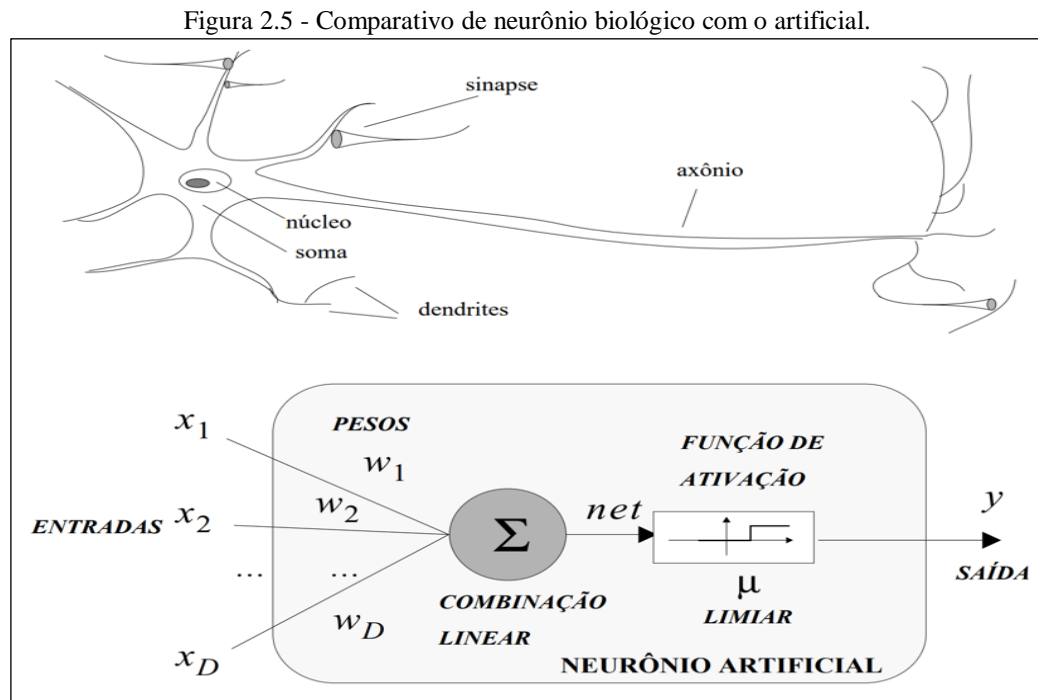 Figura 2.5 - Comparativo de neurônio biológico com o artificial.
sinapse
axônio
núcleo
soma
dendrites
x1
PESOS
w1
FUNÇÃO DE
ATIVAÇÃO
ENTRADAS x2
w2
Σ
net
y
... ...
μ
SAÍDA
COMBINAÇÃO
LINEAR
LIMIAR
wD
xD
NEURÔNIO ARTIFICIAL